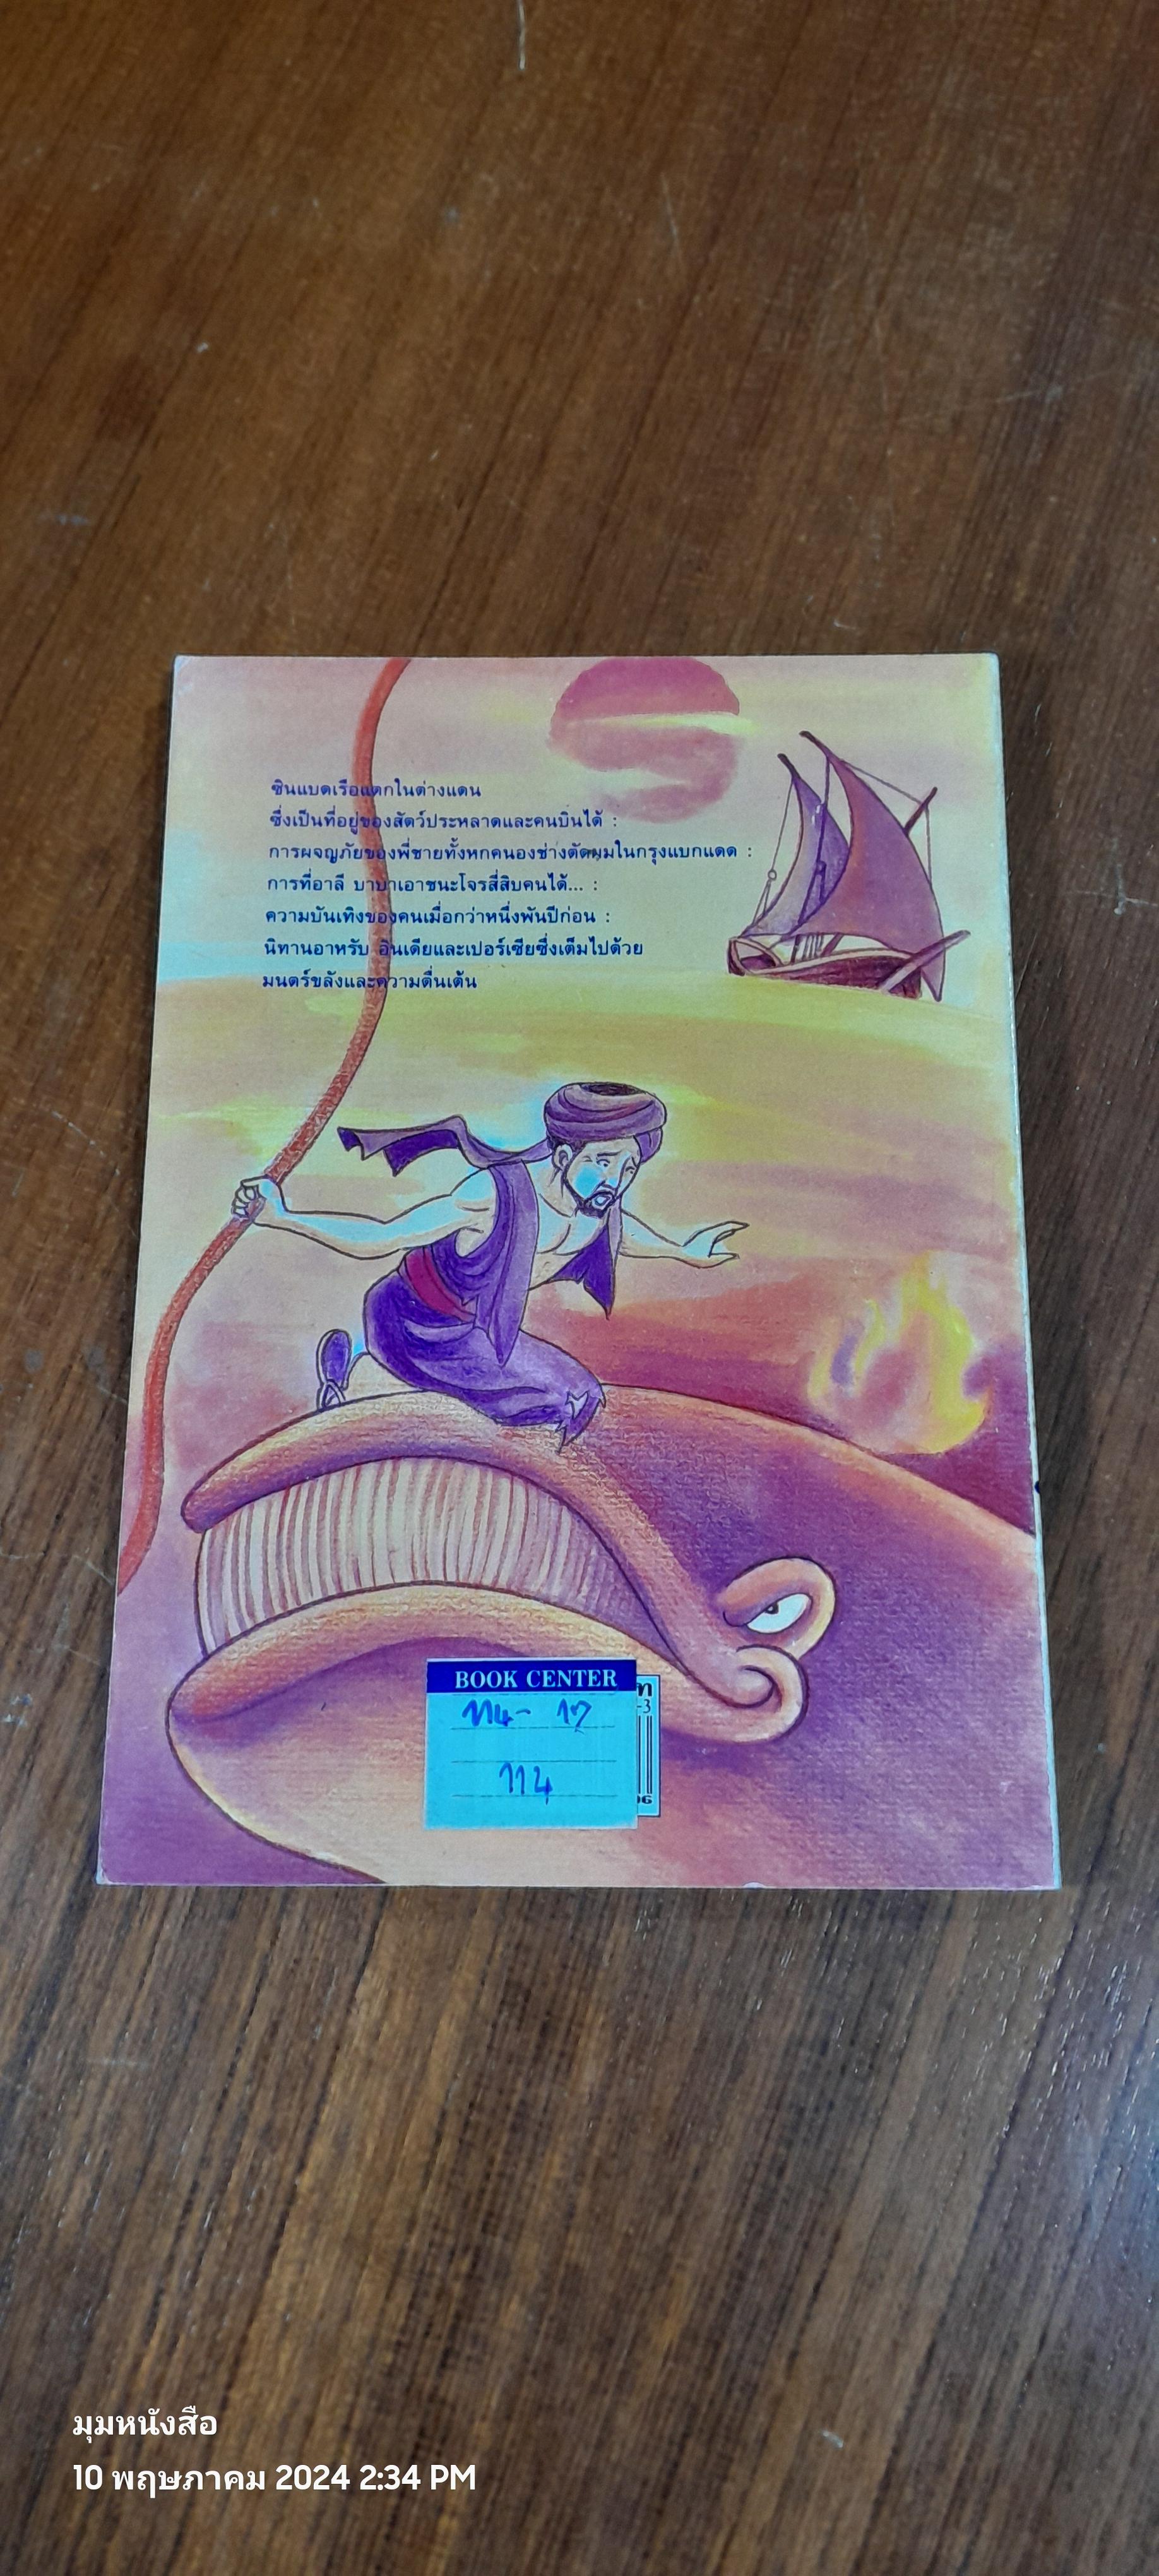 ซินแบดเรือแตกในต่างแดน
ซึ่งเป็นที่อยู่ของสัตว์ประหลาดและคนบินได้ :
การผจญภัยของพี่ชายทั้งหกคนองช่างตัดผมในกรุงแบกแดด :
การที่อาลี บาบาเอาชนะโจรสี่สิบคนได้... :
ความบันเทิงของคนเมื่อกว่าหนึ่งพันปีก่อน :
นิทานอาหรับ อินเดียและเปอร์เซียซึ่งเต็มไปด้วย
มนตร์ขลังและความตื่นเต้น
BOOK CENTER
-3
มุมหนังสือ
10 พฤษภาคม 2024 2:34 PM